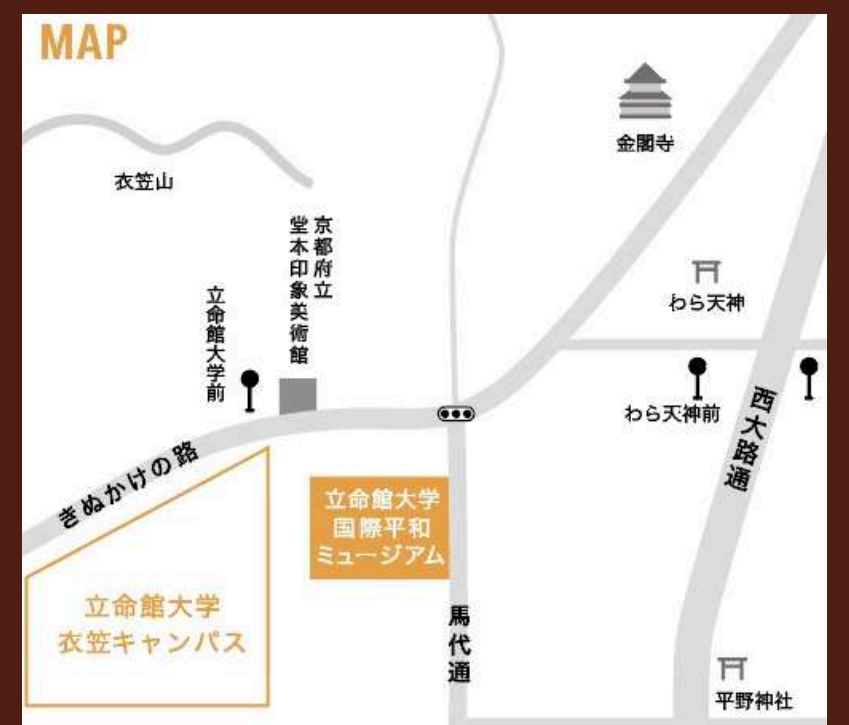 MAP
金閣寺
衣笠山
京都府立
堂本印象美術館
立命館大学前
わら天神
わら天神前
西大路通
きぬかけの路
立命館大学
国際平和
ミュージアム
立命館大学
衣笠キャンパス
馬代通
平野神社